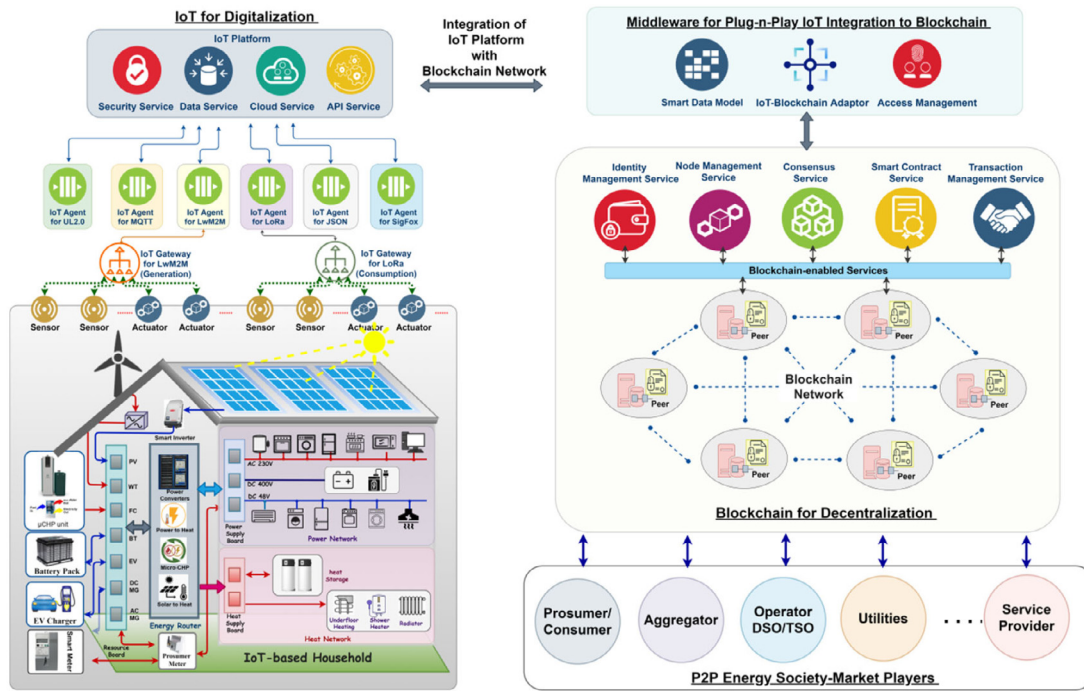 IoT for Digitalization
IoT Platform
Security Service
Data Service
Cloud Service
API Service
Integration of
IoT Platform
with
Blockchain Network
Middleware for Plug-n-Play IoT Integration to Blockchain
Smart Data Model
IoT-Blockchain Adaptor
Access Management
IoT Agent
for UL2.0
IoT Agent
for MQTT
IoT Agent
for LwM2M
IoT Agent
for LoRa
IoT Agent
for JSON
IoT Agent
for SigFox
IoT Gateway
for LwM2M
(Generation)
IoT Gateway
for LoRa
(Consumption)
Sensor
Sensor
Actuator
Actuator
Sensor
Sensor
Actuator
Actuator
Smart Inverter
µCHP unit
Battery Pack
EV Charger
Smart Meter
PV
WT
FC
BT
EV
DC
MG
AC
MG
Resource
Board
Power
Converters
Power to Heat
Micro-CHP
Solar to Heat
Energy Router
Prosumer
Meter
AC 230V
DC 400V
DC 48V
Power
Supply
Board
Power Network
Heat
Supply
Board
heat
Storage
Underfloor
Heating
Shower
Heater
Radiator
Heat Network
IoT-based Household
Identity
Management Service
Node Management
Service
Consensus
Service
Smart Contract
Service
Transaction
Management Service
Blockchain-enabled Services
Peer
Peer
Peer
Blockchain
Network
Peer
Peer
Peer
Blockchain for Decentralization
Prosumer/
Consumer
Aggregator
Operator
DSO/TSO
Utilities
Service
Provider
P2P Energy Society-Market Players